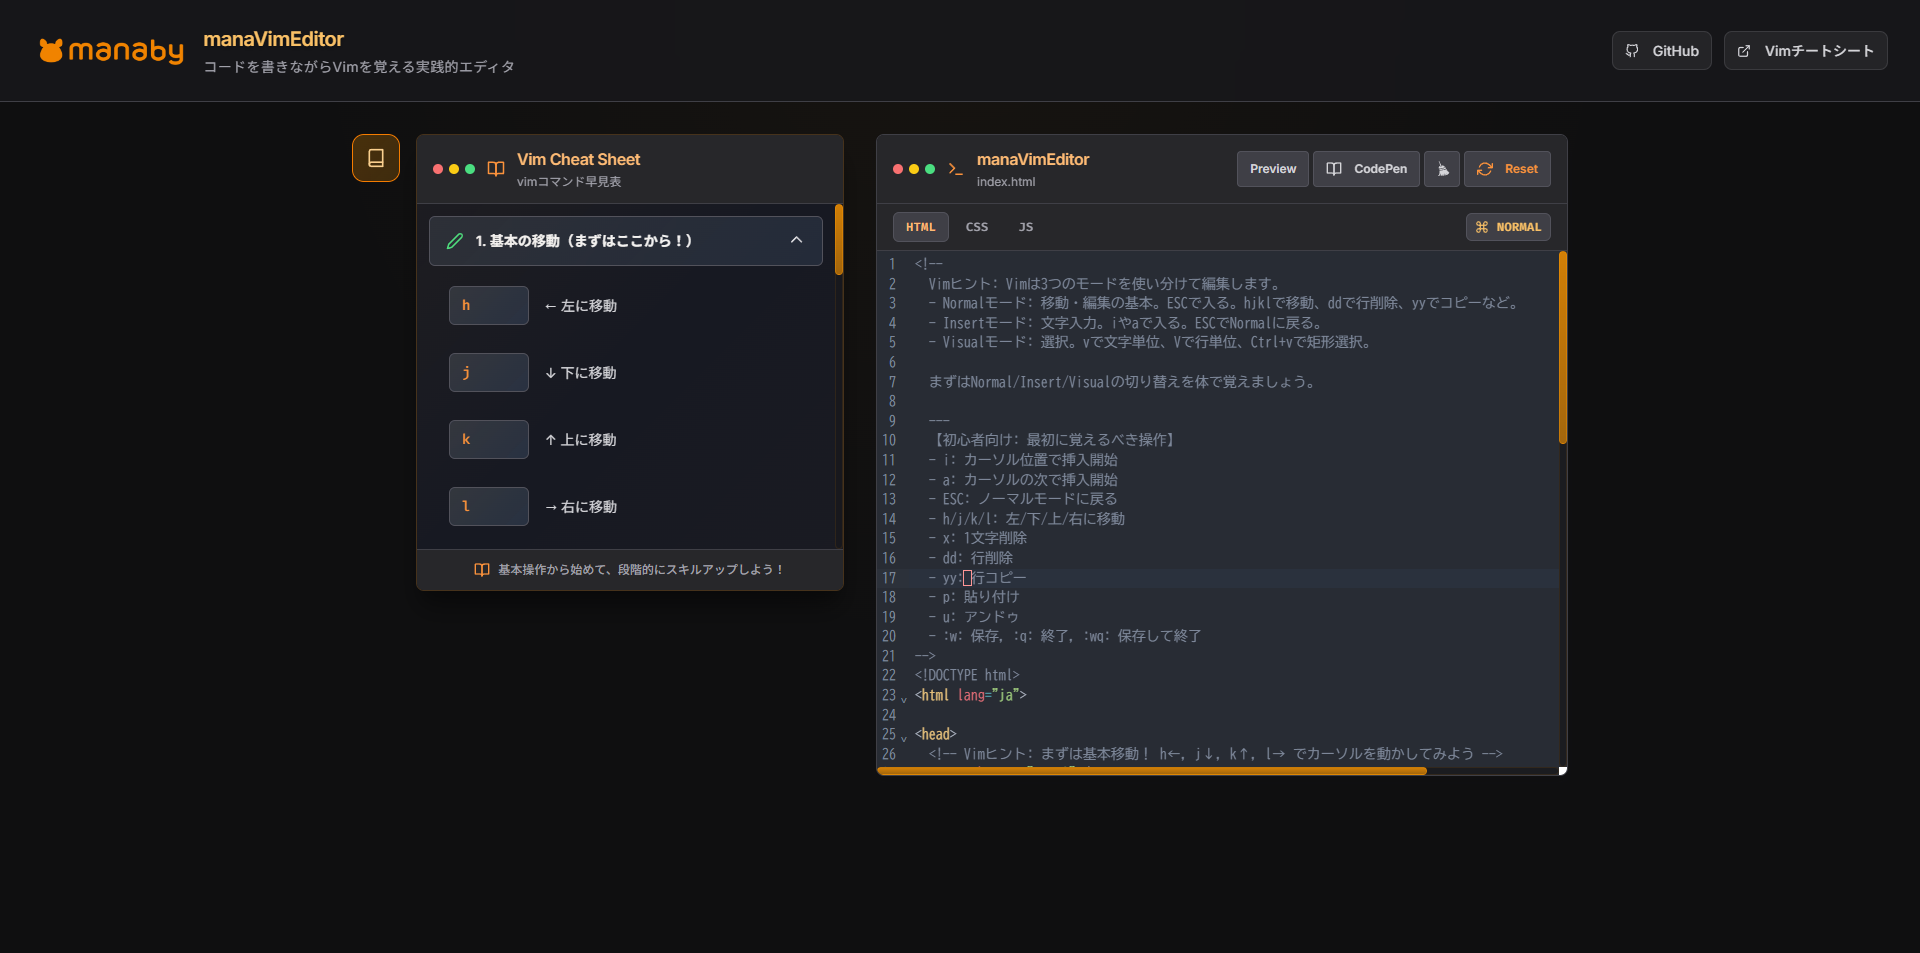 manaby
manaVimEditor
コードを書きながらVimを覚える実践的エディタ
GitHub
Vimチートシート
Vim Cheat Sheet
vimコマンド早見表
1. 基本の移動（まずはここから！）
h
← 左に移動
j
↓ 下に移動
k
↑ 上に移動
l
→ 右に移動
基本操作から始めて、段階的にスキルアップしよう！
manaVimEditor
index.html
Preview
CodePen
Reset
HTML
CSS
JS
⌘ NORMAL
1 <!--
2 Vimヒント: Vimは3つのモードを使い分けて編集します。
3 - Normalモード: 移動・編集の基本。ESCで入る。hjklで移動、ddで行削除、yyでコピーなど。
4 - Insertモード: 文字入力。iやaで入る。ESCでNormalに戻る。
5 - Visualモード: 選択。vで文字単位、Vで行単位、Ctrl+vで矩形選択。
6
7 まずはNormal/Insert/Visualの切り替えを体で覚えましょう。
8
9 ---
10 【初心者向け: 最初に覚えるべき操作】
11 - i: カーソル位置で挿入開始
12 - a: カーソルの次で挿入開始
13 - ESC: ノーマルモードに戻る
14 - h/j/k/l: 左/下/上/右に移動
15 - x: 1文字削除
16 - dd: 行削除
17 - yy: 行コピー
18 - p: 貼り付け
19 - u: アンドゥ
20 - :w: 保存, :q: 終了, :wq: 保存して終了
21 -->
22 <!DOCTYPE html>
23 <html lang="ja">
24
25 <head>
26 <!-- Vimヒント: まずは基本移動！ h←, j↓, k↑, l→ でカーソルを動かしてみよう -->